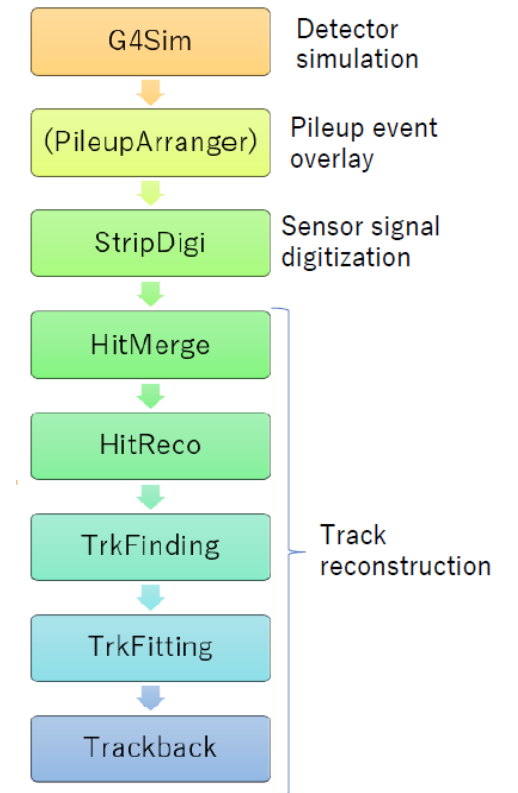 G4Sim
Detector
simulation
(PileupArranger)
Pileup event
overlay
StripDigi
Sensor signal
digitization
HitMerge
HitReco
TrkFinding
Track
reconstruction
TrkFitting
Trackback